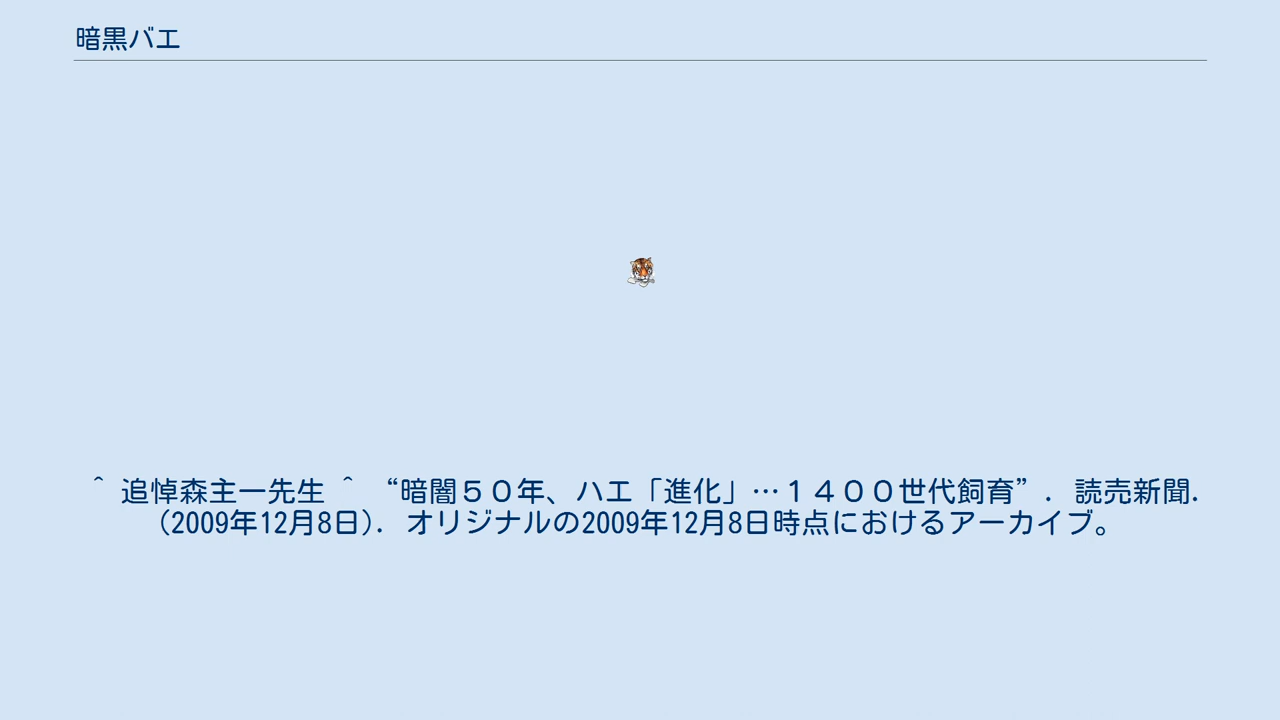 暗黒バエ
^ 追悼森主一先生 ^ “暗闇５０年、ハエ「進化」…１４００世代飼育”. 読売新聞.
(2009年12月8日). オリジナルの2009年12月8日時点におけるアーカイブ。